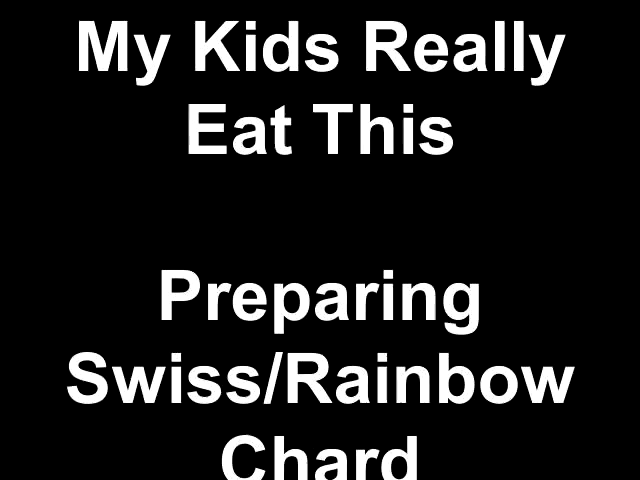 My Kids Really
Eat This
Preparing
Swiss/Rainbow
Chard